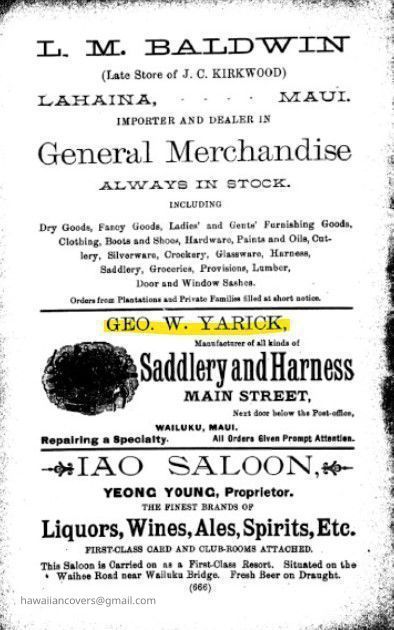 L. M. BALDWIN
(Late Store of J. C. KIRKWOOD)
LAHAINA, - - - - MAUI.
IMPORTER AND DEALER IN
General Merchandise
ALWAYS IN STOCK.
INCLUDING
Dry Goods, Fancy Goods, Ladies' and Gents' Furnishing Goods,
Clothing, Boots and Shoes, Hardware, Paints and Oils, Cut-
lery, Silverware, Crockery, Glassware, Harness,
Saddlery, Groceries, Provisions, Lumber,
Door and Window Sashes.
Orders from Plantations and Private Families filled at short notice.
GEO. W. YARICK,
Manufacturer of all kinds of
Saddlery and Harness
MAIN STREET,
Next door below the Post-office,
WAILUKU, MAUI.
Repairing a Specialty. All Orders Given Prompt Attention.
IAO SALOON,
YEONG YOUNG, Proprietor.
THE FINEST BRANDS OF
Liquors, Wines, Ales, Spirits, Etc.
FIRST-CLASS CARD AND CLUB-ROOMS ATTACHED.
This Saloon is Carried on as a First-Class Resort. Situated on the
Waihee Road near Wailuku Bridge. Fresh Beer on Draught.
(666)
hawaiiancovers@gmail.com